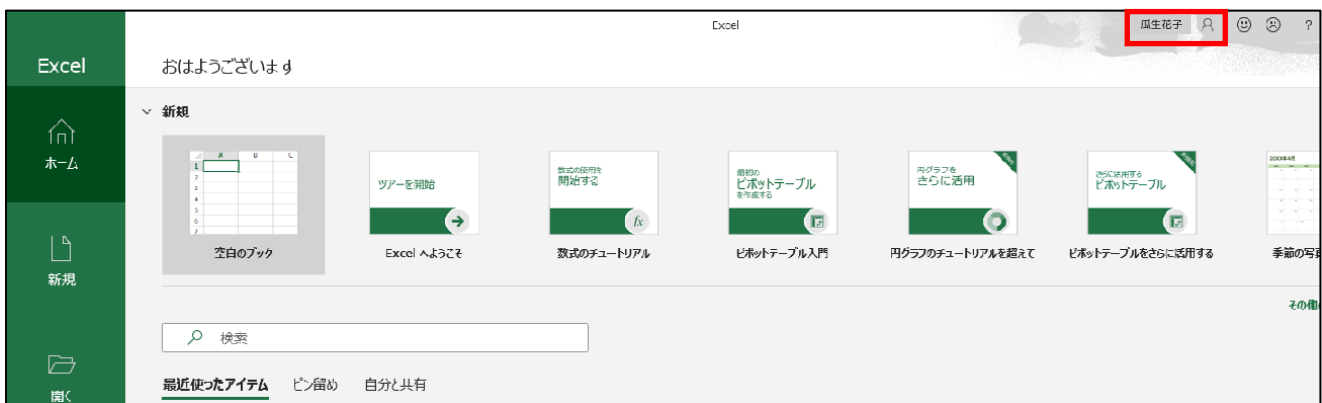 Excel
瓜生花子
?
Excel
おはようございます
ホーム
新規
開く
新規
A B C
1
2
3
4
5
6
7
空白のブック
ツアーを開始
Excel へようこそ
数式の使用を
開始する
fx
数式のチュートリアル
最初の
ピボットテーブル
を作成する
ピボットテーブル入門
円グラフを
さらに活用
円グラフのチュートリアルを超えて
さらに活用する
ピボットテーブル
ピボットテーブルをさらに活用する
季節の写真
その他
検索
最近使ったアイテム ピン留め 自分と共有